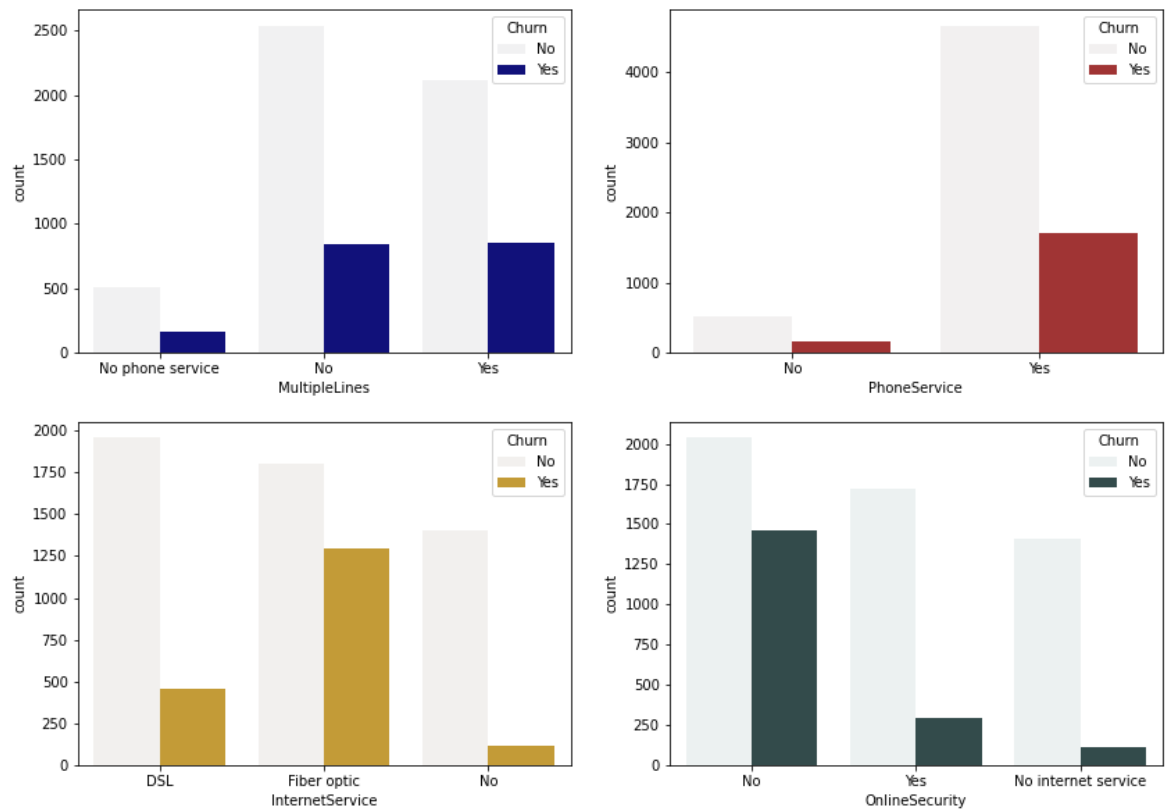 2500
2000
1500
1000
500
0
count
No phone service
No
Yes
MultipleLines
Churn
No
Yes
4000
3000
2000
1000
0
count
No
Yes
PhoneService
Churn
No
Yes
2000
1750
1500
1250
1000
750
500
250
0
count
DSL
Fiber optic
No
InternetService
Churn
No
Yes
2000
1750
1500
1250
1000
750
500
250
0
count
No
Yes
No internet service
OnlineSecurity
Churn
No
Yes